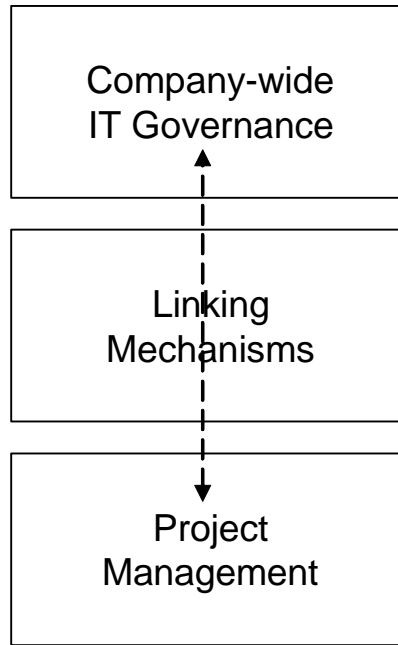 Company-wide
IT Governance
Linking
Mechanisms
Project
Management